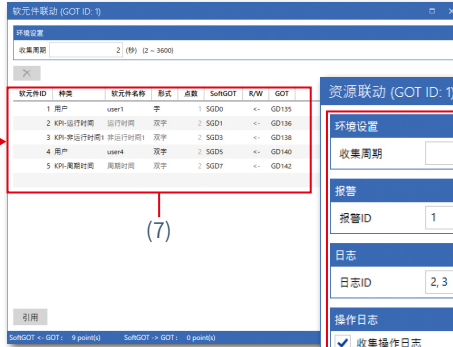 软元件联动 (GOT ID: 1)
环境设置
收集周期 2 (秒) (2 ~ 3600)
软元件ID 种类 软元件名称 形式 点数 SoftGOT R/W GOT
1 用户 user1 字 1 SGD0 <- GD135
2 KPI-运行时间 运行时间 双字 2 SGD1 <- GD136
3 KPI-非运行时间1 非运行时间1 双字 2 SGD3 <- GD138
4 用户 user4 双字 2 SGD5 <- GD140
5 KPI-周期时间 周期时间 双字 2 SGD7 <- GD142
(7)
引用
SoftGOT <- GOT: 9 point(s) SoftGOT -> GOT: 0 point(s)
资源联动 (GOT ID: 1)
环境设置
收集周期
报警
报警ID 1
日志
日志ID 2, 3
操作日志
收集操作日志